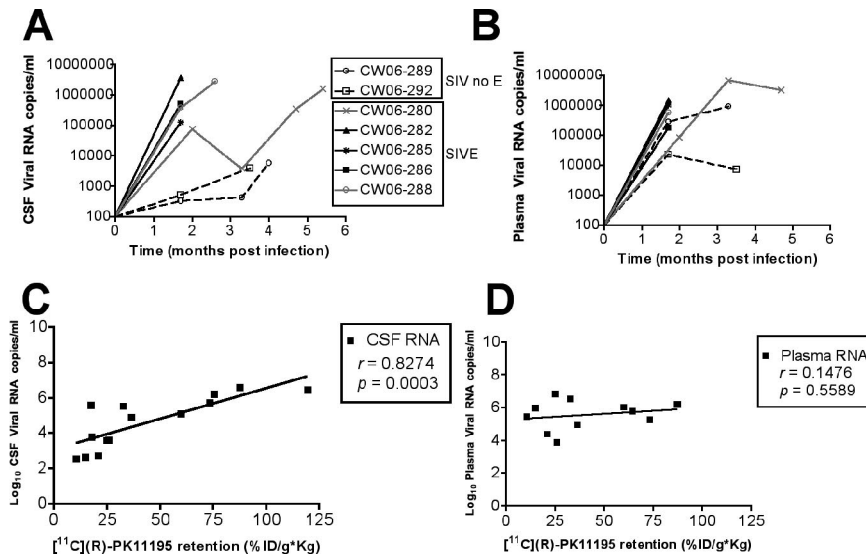 A
CSF Viral RNA copies/ml
10000000
1000000
100000
10000
1000
100
0 1 2 3 4 5 6
Time (months post infection)
CW06-289
CW06-292
SIV no E
CW06-280
CW06-282
CW06-285
CW06-286
CW06-288
SIVE
B
Plasma Viral RNA copies/ml
10000000
1000000
100000
10000
1000
100
0 1 2 3 4 5 6
Time (months post infection)
C
Log10 CSF Viral RNA copies/ml
10
8
6
4
2
0
0 25 50 75 100 125
[11C](R)-PK11195 retention (%ID/g*Kg)
CSF RNA
r = 0.8274
p = 0.0003
D
Log10 Plasma Viral RNA copies/ml
10
8
6
4
2
0
0 25 50 75 100 125
[11C](R)-PK11195 retention (%ID/g*Kg)
Plasma RNA
r = 0.1476
p = 0.5589